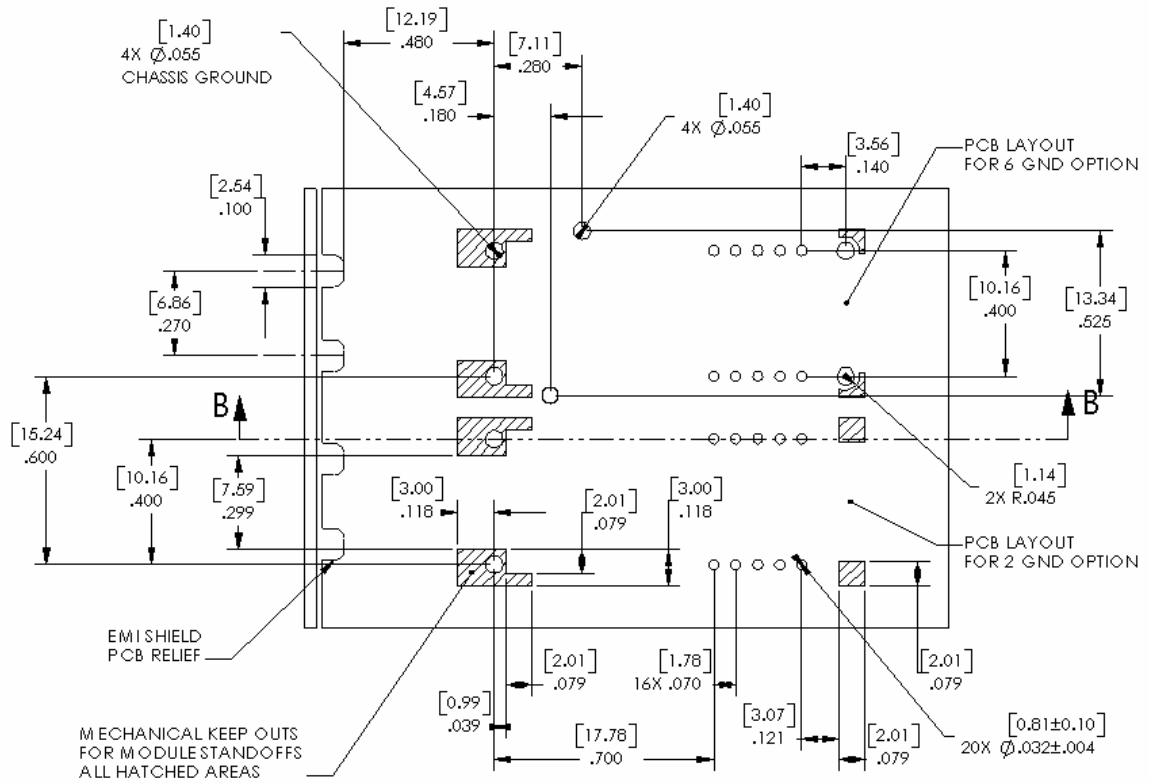 [12.19]
.480
[1.40]
4X Ø.055
CHASSIS GROUND
[7.11]
.280
[4.57]
.180
[1.40]
4X Ø.055
[3.56]
.140
PCB LAYOUT
FOR 6 GND OPTION
[2.54]
.100
[6.86]
.270
[10.16]
.400
[13.34]
.525
B
B
[15.24]
.600
[10.16]
.400
[7.59]
.299
[3.00]
.118
[2.01]
.079
[3.00]
.118
[1.14]
2X R.045
PCB LAYOUT
FOR 2 GND OPTION
EMI SHIELD
PCB RELIEF
[2.01]
.079
[1.78]
16X .070
[2.01]
.079
[0.99]
.039
[3.07]
.121
[0.81±0.10]
20X Ø.032±.004
MECHANICAL KEEP OUTS
FOR MODULE STANDOFFS
ALL HATCHED AREAS
[17.78]
.700
[2.01]
.079